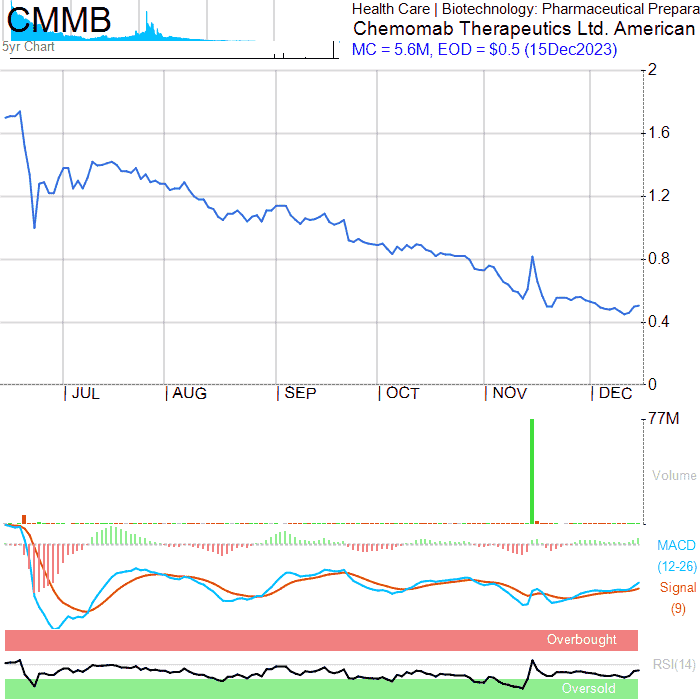 CMMB
5yr Chart
Health Care | Biotechnology: Pharmaceutical Prepara
Chemomab Therapeutics Ltd. American
MC = 5.6M, EOD = $0.5 (15Dec2023)
2
1.6
1.2
0.8
0.4
0
JUL AUG SEP OCT NOV DEC
77M
Volume
MACD
(12-26)
Signal
(9)
Overbought
RSI(14)
Oversold